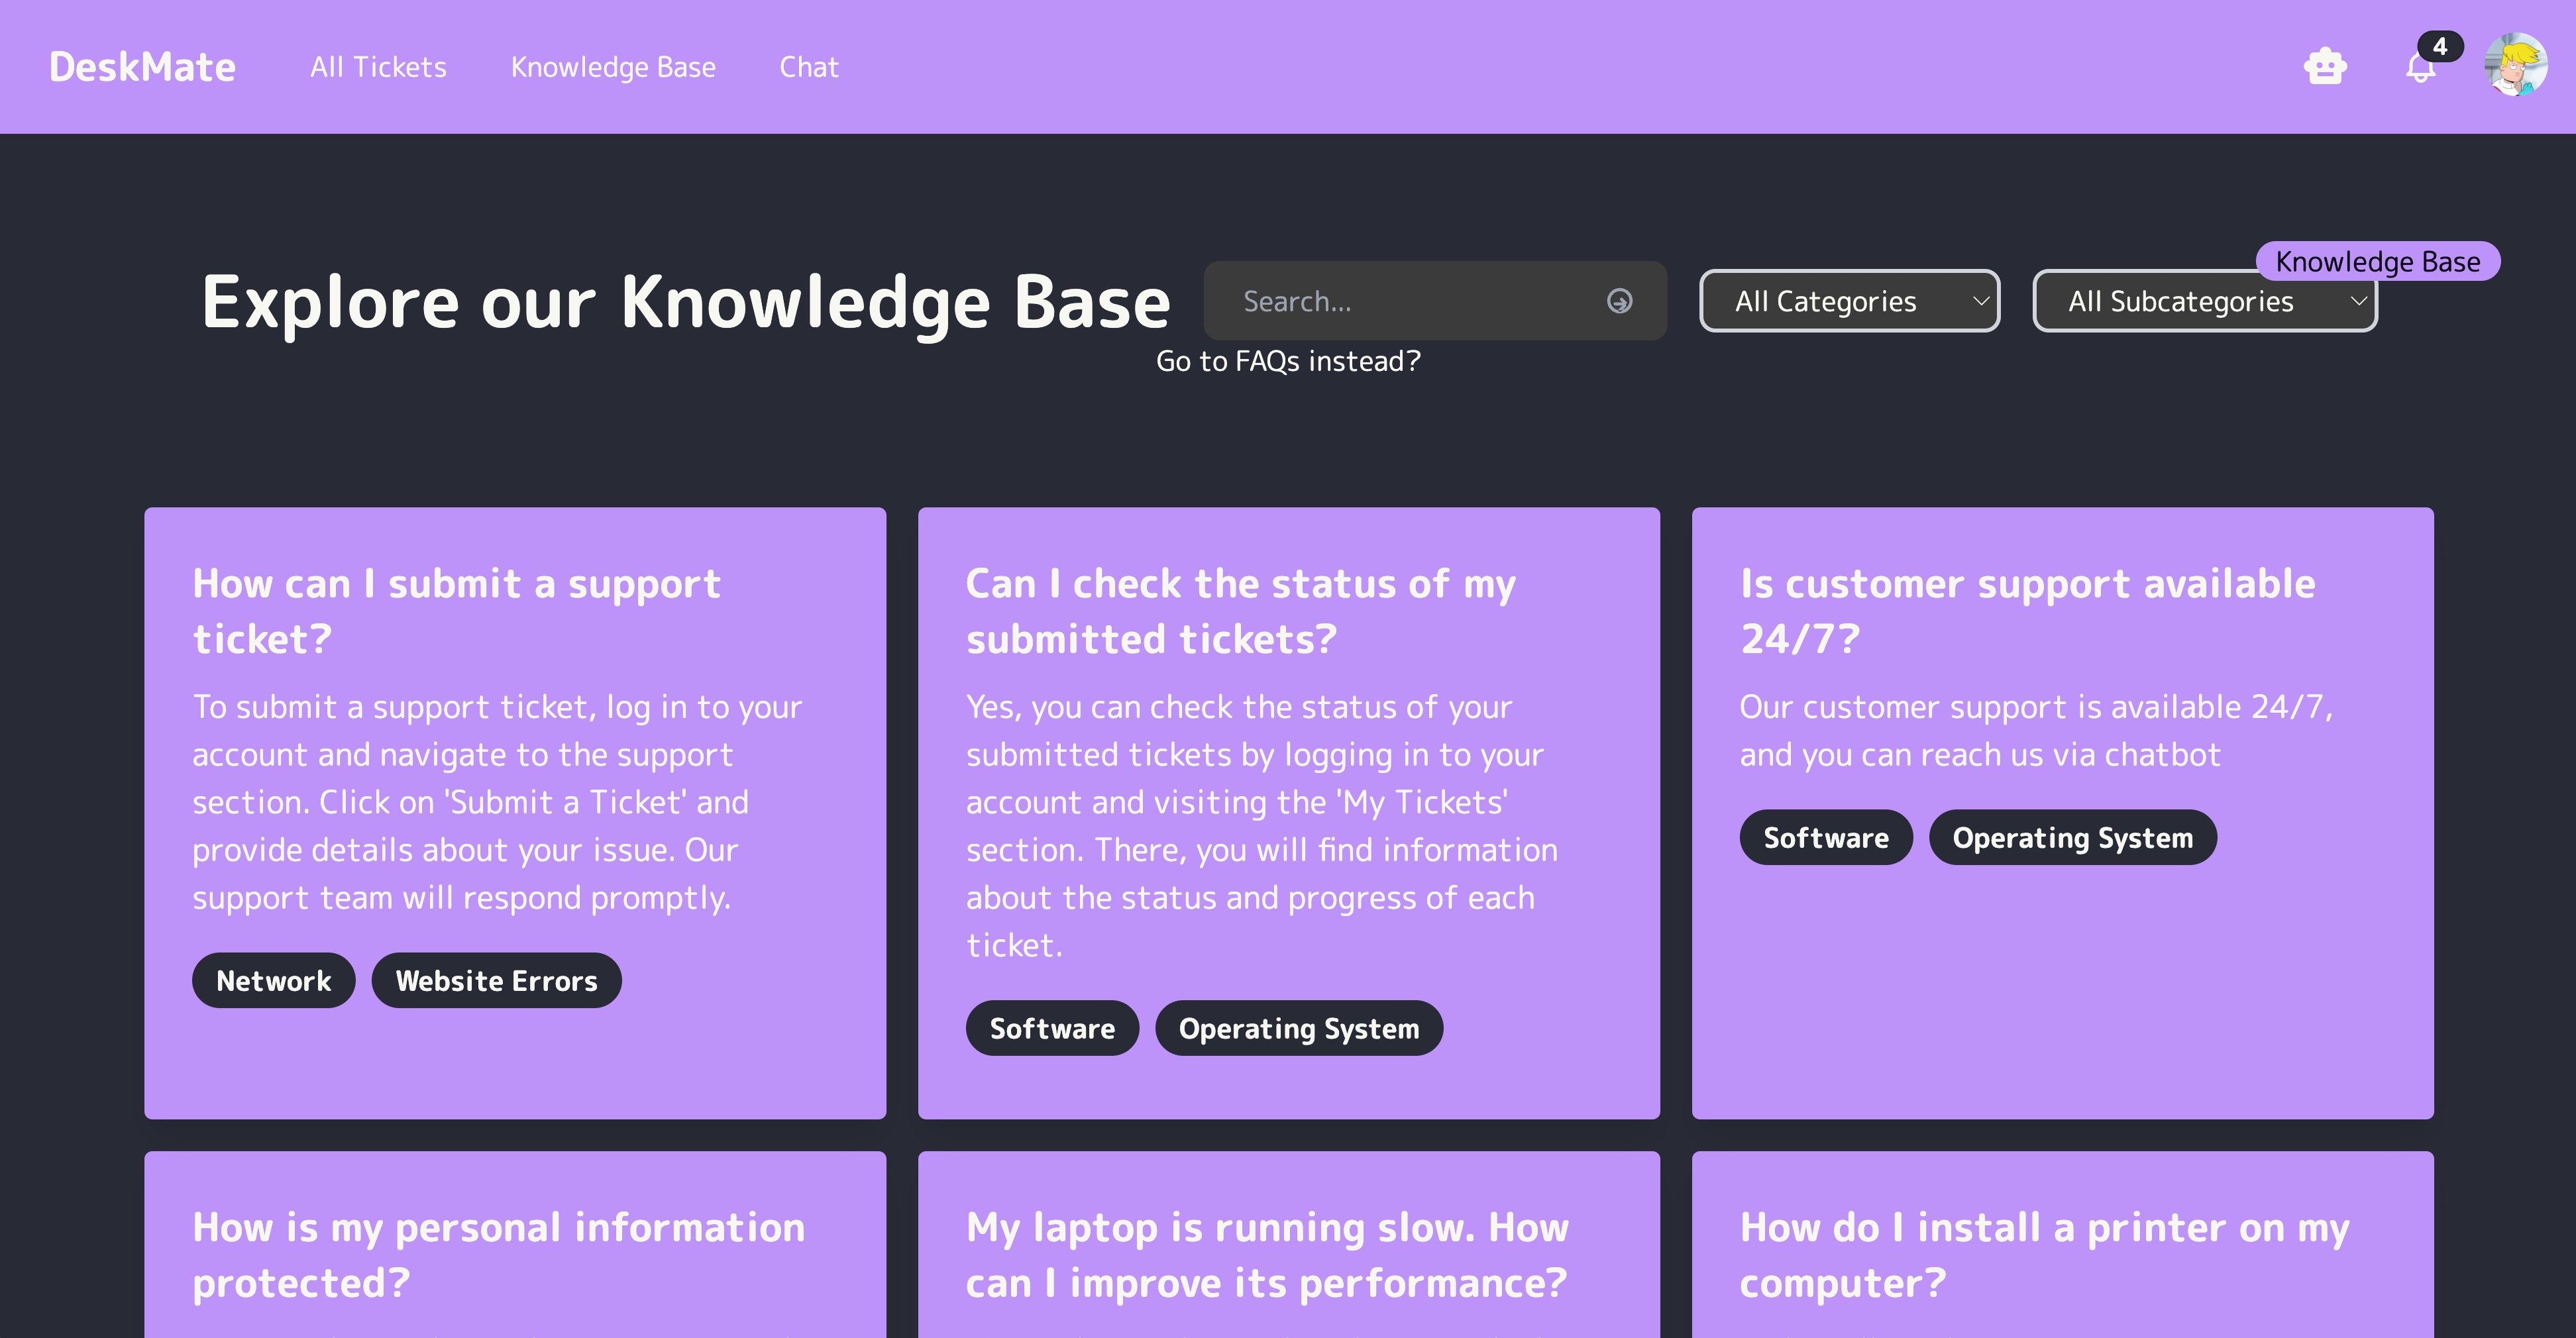 DeskMate
All Tickets
Knowledge Base
Chat
4
Knowledge Base
Explore our Knowledge Base
Search...
All Categories
All Subcategories
Go to FAQs instead?
How can I submit a support
ticket?
To submit a support ticket, log in to your
account and navigate to the support
section. Click on 'Submit a Ticket' and
provide details about your issue. Our
support team will respond promptly.
Network
Website Errors
Can I check the status of my
submitted tickets?
Yes, you can check the status of your
submitted tickets by logging in to your
account and visiting the 'My Tickets'
section. There, you will find information
about the status and progress of each
ticket.
Software
Operating System
Is customer support available
24/7?
Our customer support is available 24/7,
and you can reach us via chatbot
Software
Operating System
How is my personal information
protected?
My laptop is running slow. How
can I improve its performance?
How do I install a printer on my
computer?